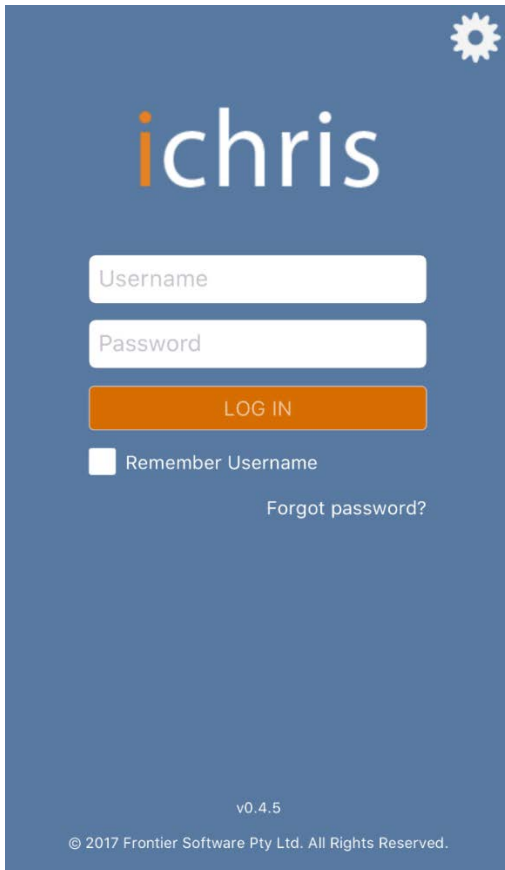 ichris
Username
Password
LOG IN
Remember Username
Forgot password?
v0.4.5
© 2017 Frontier Software Pty Ltd. All Rights Reserved.